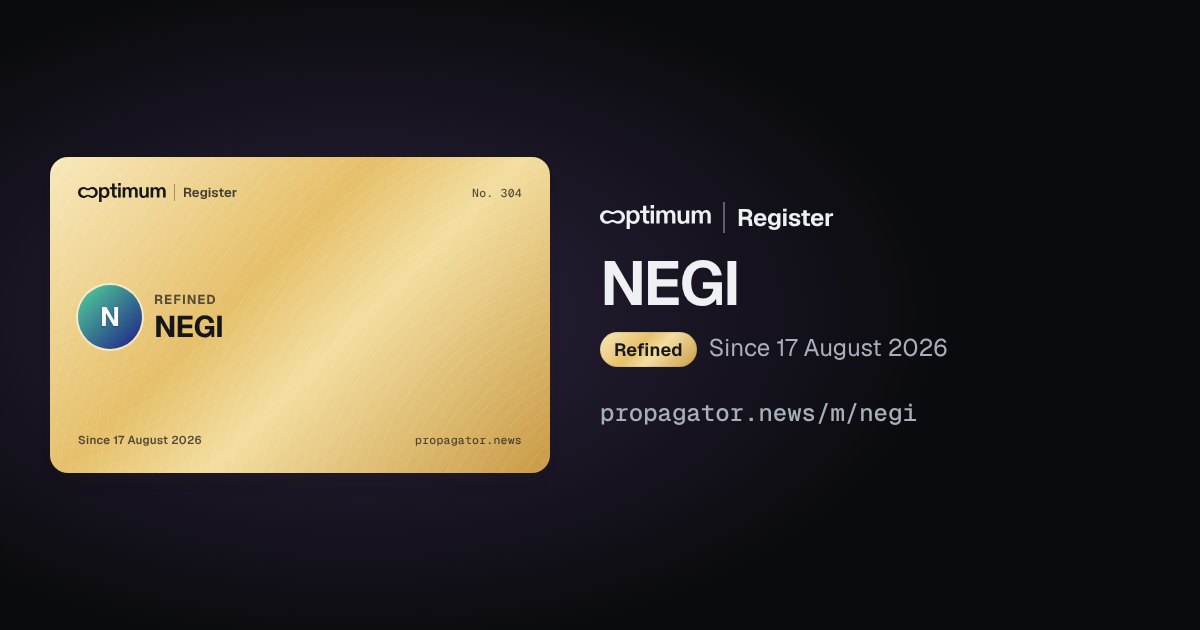 optimum | Register
No. 304
N
REFINED
NEGI
Since 17 August 2026
propagator.news
optimum | Register
NEGI
Refined
Since 17 August 2026
propagator.news/m/negi